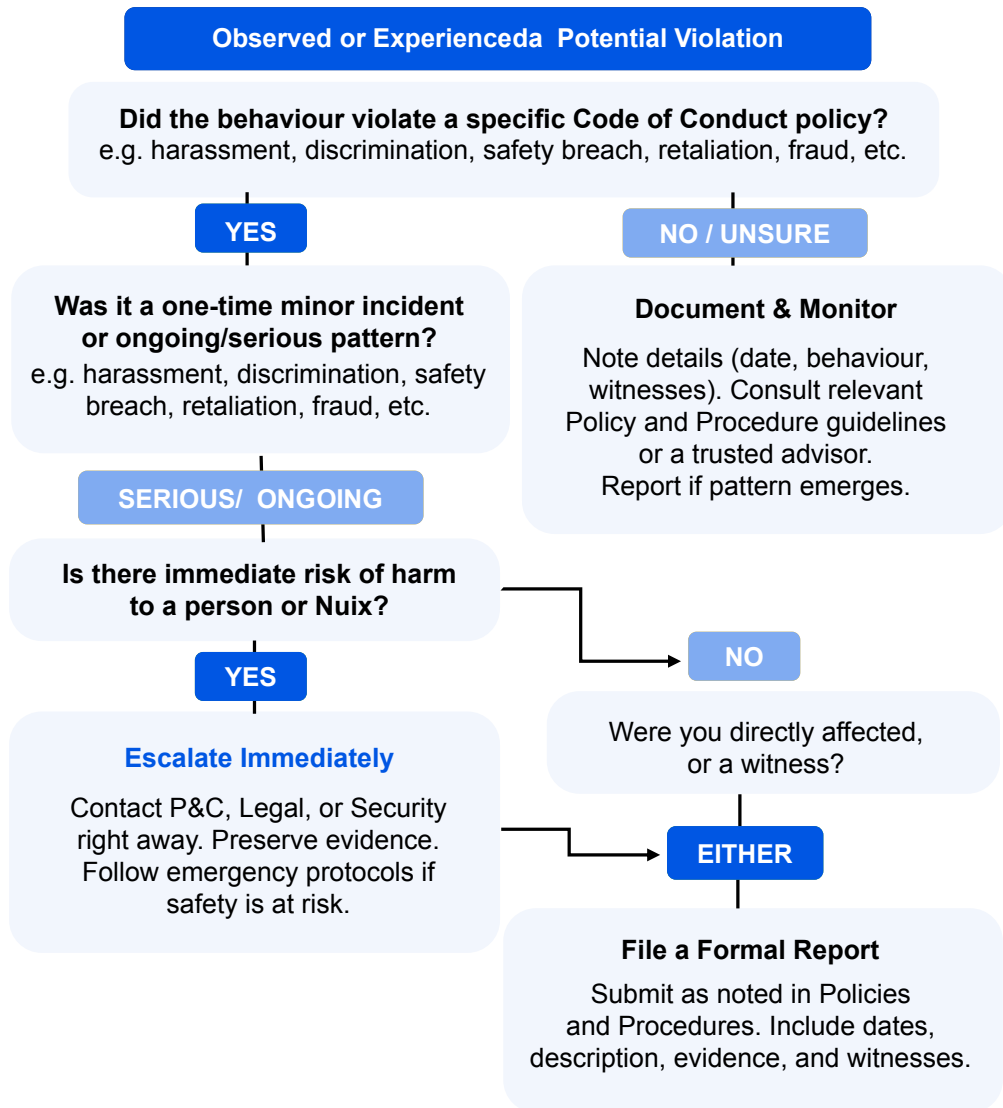 Observed or Experienceda  Potential Violation
Did the behaviour violate a specific Code of Conduct policy?
e.g. harassment, discrimination, safety breach, retaliation, fraud, etc.
YES
NO / UNSURE
Was it a one-time minor incident
or ongoing/serious pattern?
e.g. harassment, discrimination, safety
breach, retaliation, fraud, etc.
Document & Monitor
Note details (date, behaviour,
witnesses). Consult relevant
Policy and Procedure guidelines
or a trusted advisor.
Report if pattern emerges.
SERIOUS/  ONGOING
Is there immediate risk of harm
to a person or Nuix?
NO
YES
Were you directly affected,
or a witness?
Escalate Immediately
Contact P&C, Legal, or Security
right away. Preserve evidence.
Follow emergency protocols if
safety is at risk.
EITHER
File a Formal Report
Submit as noted in Policies
and Procedures. Include dates,
description, evidence, and witnesses.